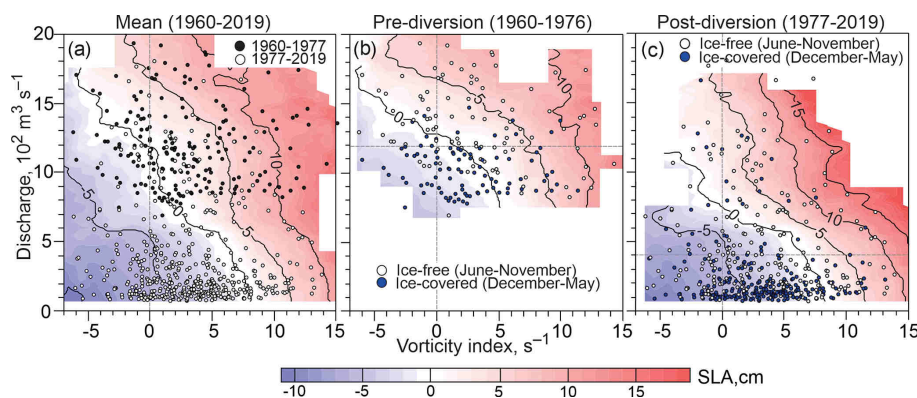 Mean (1960-2019) Pre-diversion (1960-1976) Post-diversion (1977-2019)
(a) 1960-1977 1977-2019
(b)
(c) Ice-free (June-November)
Ice-covered (December-May)
Ice-free (June-November)
Ice-covered (December-May)
Discharge, 10² m³ s⁻¹
20
15
10
5
0
-5 0 5 10 15
-5 0 5 10 15
-5 0 5 10 15
-5 0 5 10
0 5 10
-5 0 5 10 15
Vorticity index, s⁻¹
-10 -5 0 5 10 15 SLA,cm